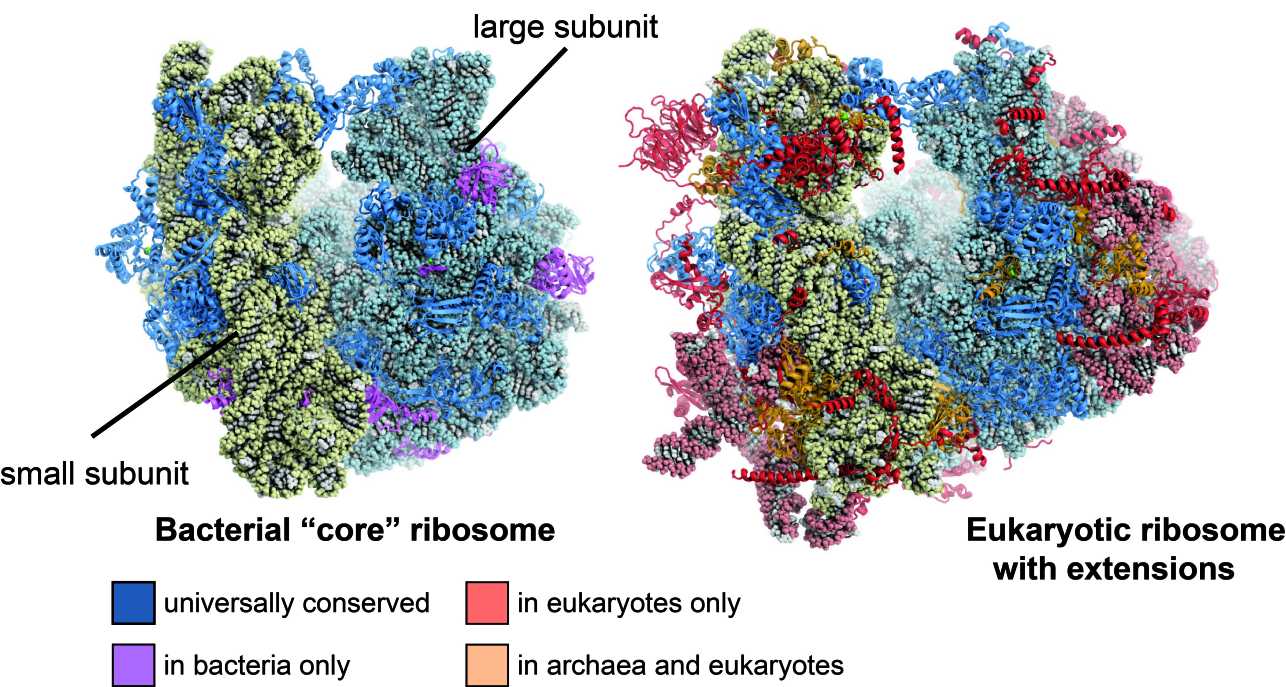 large subunit
small subunit
Bacterial “core” ribosome
Eukaryotic ribosome
with extensions
universally conserved
in eukaryotes only
in bacteria only
in archaea and eukaryotes